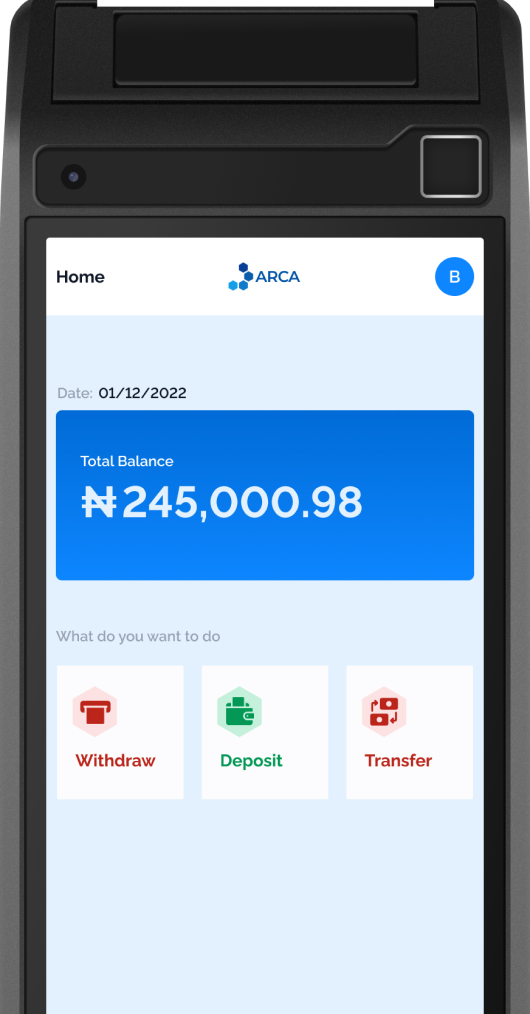 Home
ARCA
B
Date: 01/12/2022
Total Balance
₦245,000.98
What do you want to do
Withdraw
Deposit
Transfer